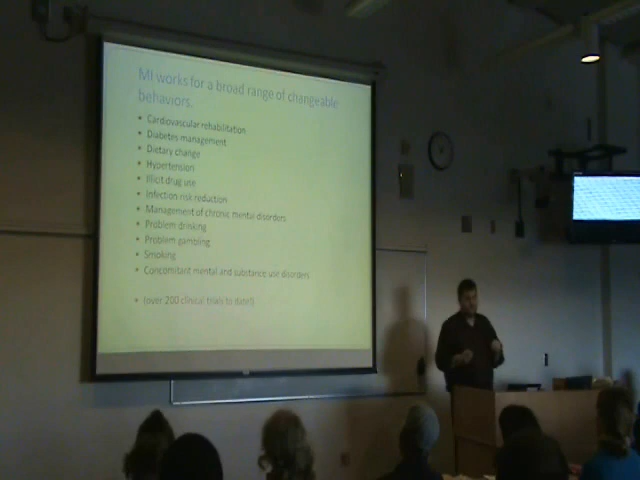 MI works for a broad range of changeable
behaviors.
• Cardiovascular rehabilitation
• Diabetes management
• Dietary change
• Hypertension
• Illicit drug use
• Infection risk reduction
• Management of chronic mental disorders
• Problem drinking
• Problem gambling
• Smoking
• Concomitant mental and substance use disorders
• (over 200 clinical trials to date!)